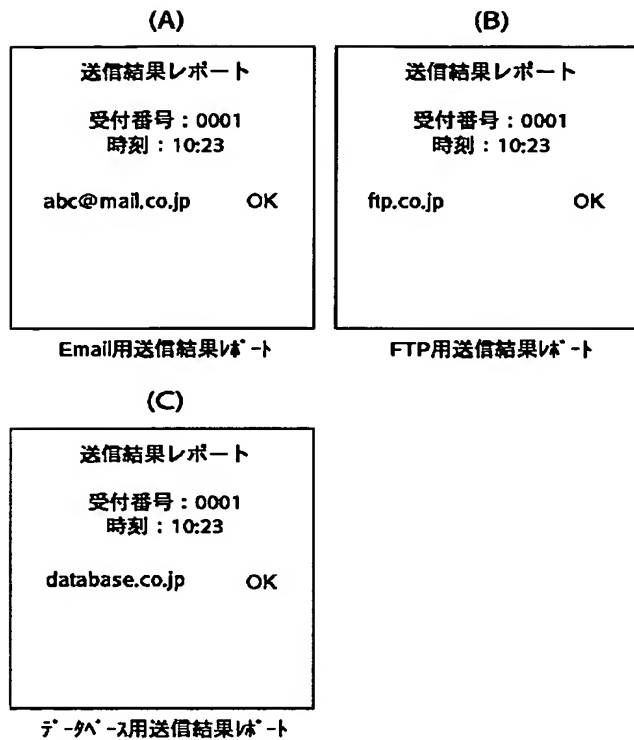 (A)
送信結果レポート
受付番号：0001
時刻：10:23
abc@mail.co.jp OK
Email用送信結果ﾚﾎﾟｰﾄ
(B)
送信結果レポート
受付番号：0001
時刻：10:23
ftp.co.jp OK
FTP用送信結果ﾚﾎﾟｰﾄ
(C)
送信結果レポート
受付番号：0001
時刻：10:23
database.co.jp OK
ﾃﾞｰﾀﾍﾞｰｽ用送信結果ﾚﾎﾟｰﾄ